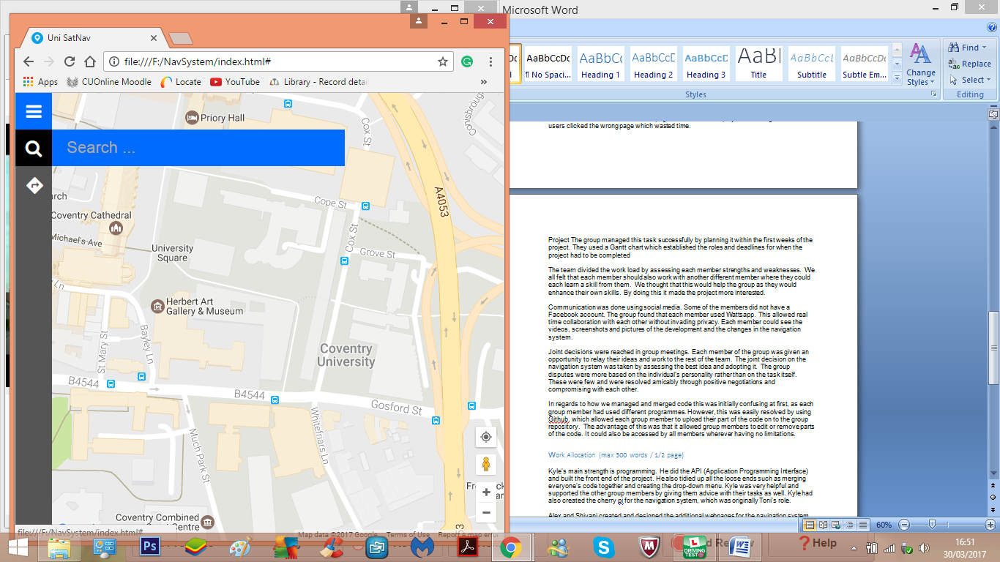 Microsoft Word
Uni SatNav
file:///F:/NavSystem/index.html#
Apps
CUOnline Moodle
Locate
YouTube
Library - Record detai
»
Search ...
Priory Hall
Cox St
A4053
Cope St
urch
Coventry Cathedral
Michael's Ave
University
Square
Cox St
Grove St
Ln
Herbert Art
Gallery & Museum
Bayley Ln
St Mary St
Coventry
University
B4544
B4544
Gosford St
Much Park St
Whitefriars Ln
Coventry Combined
Court Centre
file:///F:/NavSystem/index.html#
Map data ©2017 Google
Terms of Use
Report a map error
AaBbCcDc
AaBbCcDc
AaBbCc
AaBbCcD
AaBbCcD
AaBl
AaBbCcL
AaBbCcDc
¶ No Spaci...
Heading 1
Heading 2
Heading 3
Title
Subtitle
Subtle Em...
Change
Styles
Find
Replace
Select
Styles
Editing
users clicked the wrong page which wasted time.
Project The group managed this task successfully by planning it within the first weeks of the
project. They used a Gantt chart which established the roles and deadlines for when the
project had to be completed
The team divided the work load by assessing each member strengths and weaknesses. We
all felt that each member should also work with another different member where they could
each learn a skill from them. We thought that this would help the group as they would
enhance their own skills. By doing this it made the project more interested.
Communication was done using social media. Some of the members did not have a
Facebook account. The group found that each member used Wattsapp. This allowed real
time collaboration with each other without invading privacy. Each member could see the
videos, screenshots and pictures of the development and the changes in the navigation
system.
Joint decisions were reached in group meetings. Each member of the group was given an
opportunity to relay their ideas and work to the rest of the team. The joint decision on the
navigation system was taken by assessing the best idea and adopting it. The group
disputes were more based on the individual's personality rather than on the task itself.
These were few and were resolved amicably through positive negotiations and
compromising with each other.
In regards to how we managed and merged code this was initially confusing at first, as each
group member had used different programmes. However, this was easily resolved by using
Github, which allowed each group member to upload their part of the code on to the group
repository. The advantage of this was that it allowed group members to edit or remove parts
of the code. It could also be accessed by all members wherever having no limitations.
Work Allocation (max 300 words / 1/2 page)
Kyle's main strength is programming. He did the API (Application Programming Interface)
and built the front end of the project. He also tidied up all the loose ends such as merging
everyone's code together and creating the drop-down menu. Kyle was very helpful and
supported the other group members by giving them advice with their tasks as well. Kyle had
also created the cherry pi for the navigation system, which was originally Toni's role.
Alex and Shivani created and designed the additional webpages for the navigation system
60%
Help
DRIVING
TEST
16:51
30/03/2017